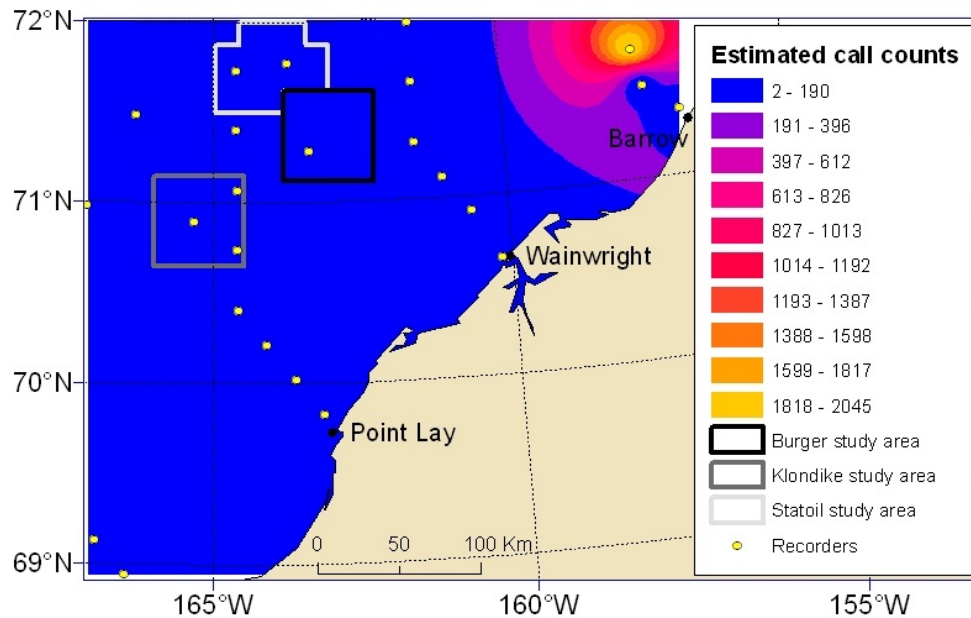 72°N
71°N
70°N
69°N
165°W
160°W
155°W
Barrow
Wainwright
Point Lay
0 50 100 Km
Estimated call counts
2 - 190
191 - 396
397 - 612
613 - 826
827 - 1013
1014 - 1192
1193 - 1387
1388 - 1598
1599 - 1817
1818 - 2045
Burger study area
Klondike study area
Statoil study area
Recorders